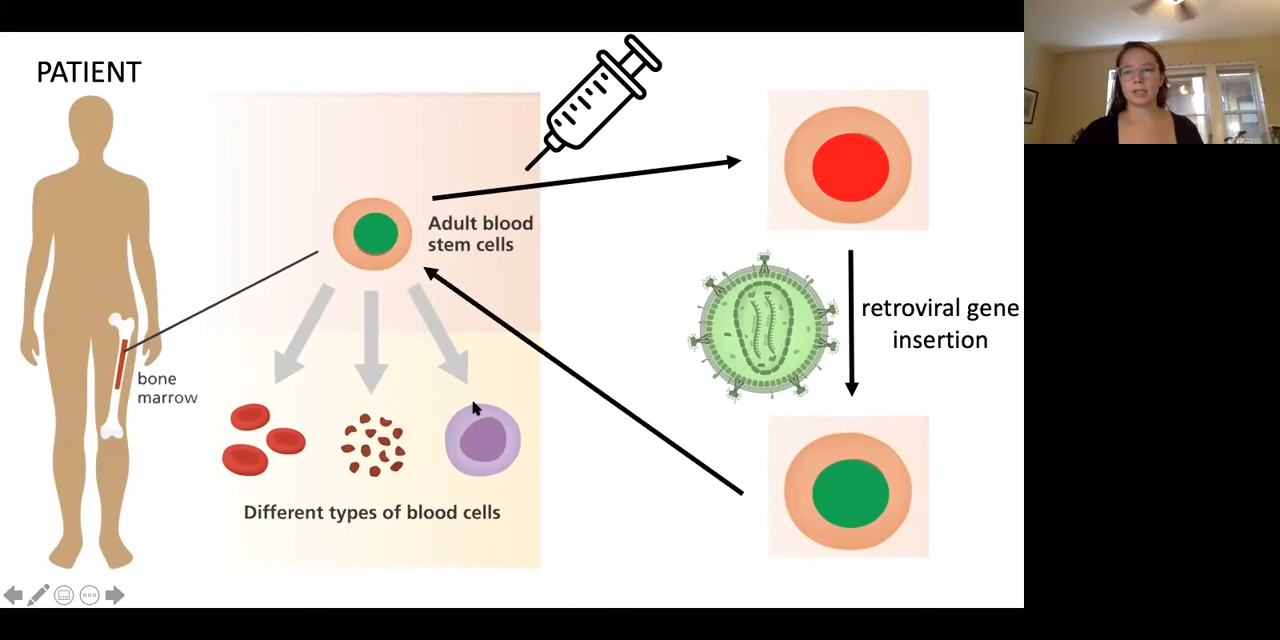 PATIENT
Adult blood
stem cells
retroviral gene
insertion
bone
marrow
Different types of blood cells